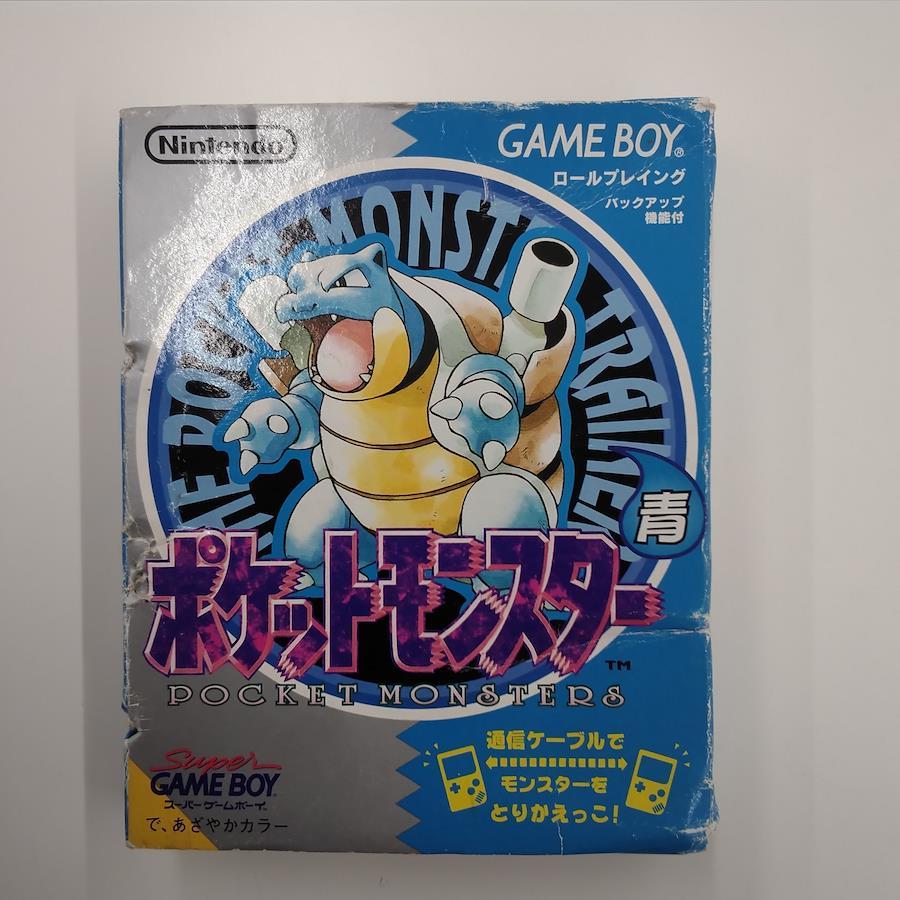 Nintendo
GAME BOY®
ロールプレイング
バックアップ
機能付
THE POCKET MONSTER TRAINER
青
ポケットモンスター
TM
POCKET MONSTERS
通信ケーブルで
モンスターを
とりかえっこ!
Super
GAME BOY
スーパーゲームボーイ
で、あざやかカラー